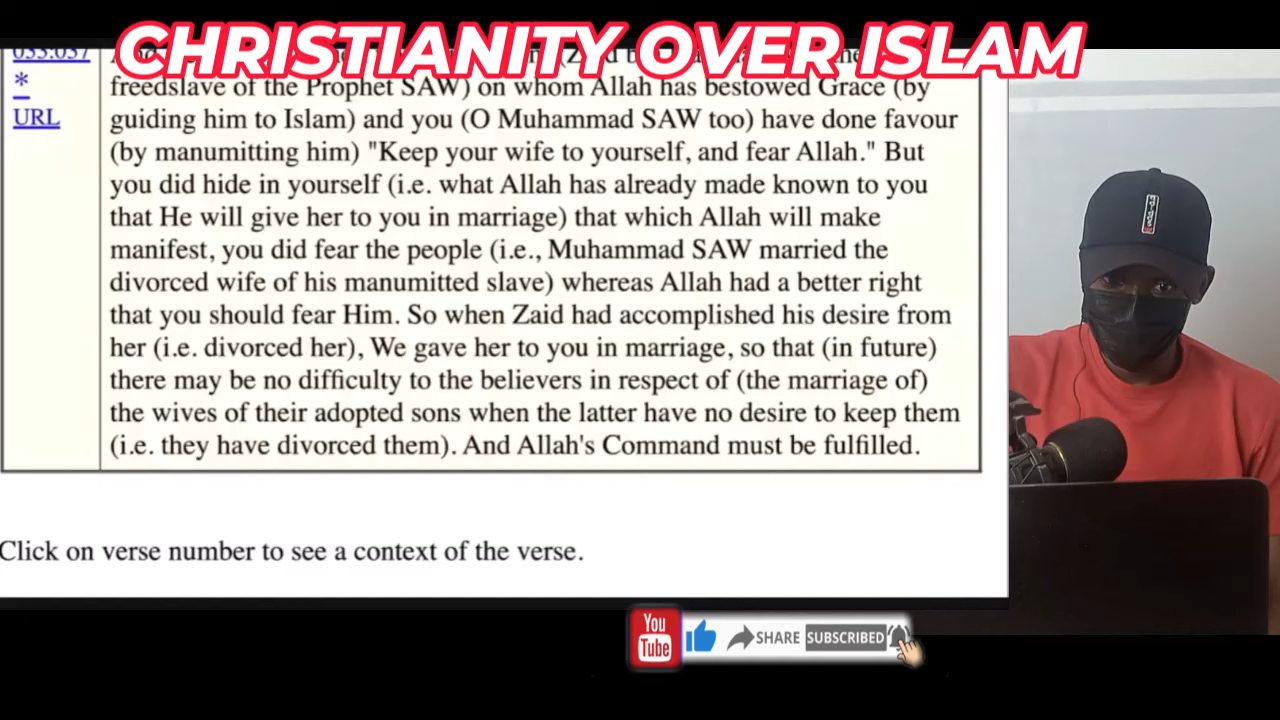 CHRISTIANITY OVER ISLAM
033:037
*
URL
freedslave of the Prophet SAW) on whom Allah has bestowed Grace (by
guiding him to Islam) and you (O Muhammad SAW too) have done favour
(by manumitting him) "Keep your wife to yourself, and fear Allah." But
you did hide in yourself (i.e. what Allah has already made known to you
that He will give her to you in marriage) that which Allah will make
manifest, you did fear the people (i.e., Muhammad SAW married the
divorced wife of his manumitted slave) whereas Allah had a better right
that you should fear Him. So when Zaid had accomplished his desire from
her (i.e. divorced her), We gave her to you in marriage, so that (in future)
there may be no difficulty to the believers in respect of (the marriage of)
the wives of their adopted sons when the latter have no desire to keep them
(i.e. they have divorced them). And Allah's Command must be fulfilled.
Click on verse number to see a context of the verse.
You
Tube
SHARE SUBSCRIBED